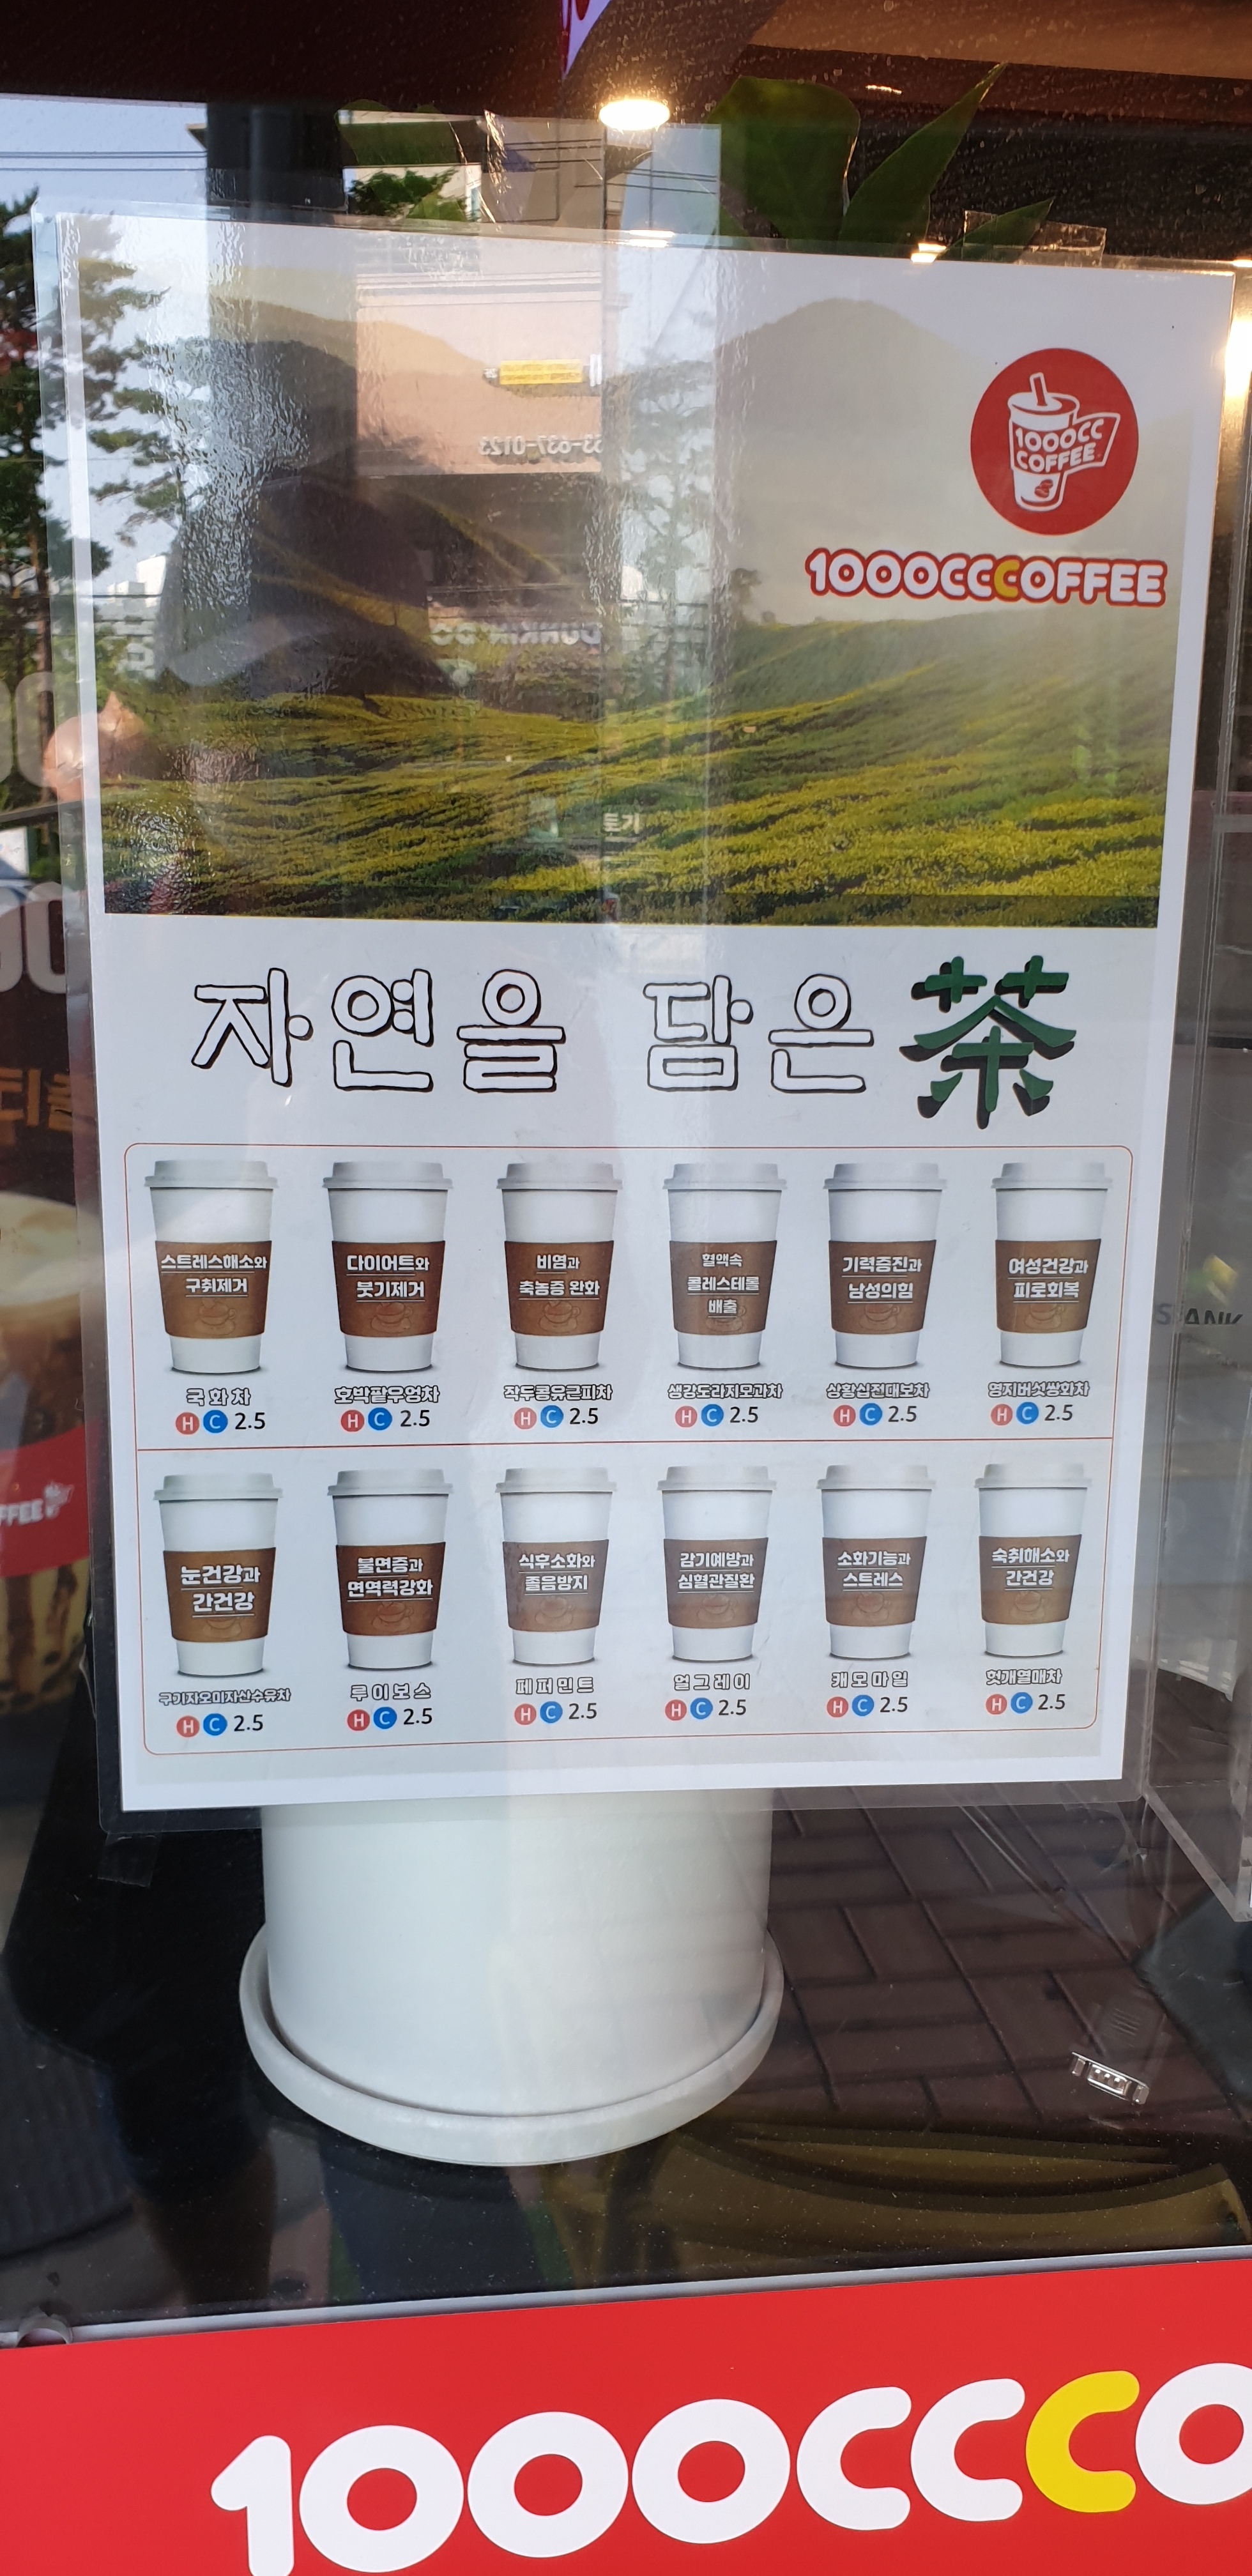 1000CC
COFFEE
1000CCCOFFEE
자연을 담은 茶
스트레스해소와
구취제거
다이어트와
붓기제거
비염과
축농증 완화
혈액속
콜레스테롤
배출
기력증진과
남성의힘
여성건강과
피로회복
국화차
호박팥우엉차
작두콩유근피차
생강도라지모과차
상황십전대보차
영지버섯쌍화차
H C 2.5
H C 2.5
H C 2.5
H C 2.5
H C 2.5
H C 2.5
눈건강과
간건강
불면증과
면역력강화
식후소화와
졸음방지
감기예방과
심혈관질환
소화기능과
스트레스
숙취해소와
간건강
구기자오미자산수유차
루이보스
페퍼민트
얼그레이
캐모마일
헛개열매차
H C 2.5
H C 2.5
H C 2.5
H C 2.5
H C 2.5
H C 2.5
1000CCCO